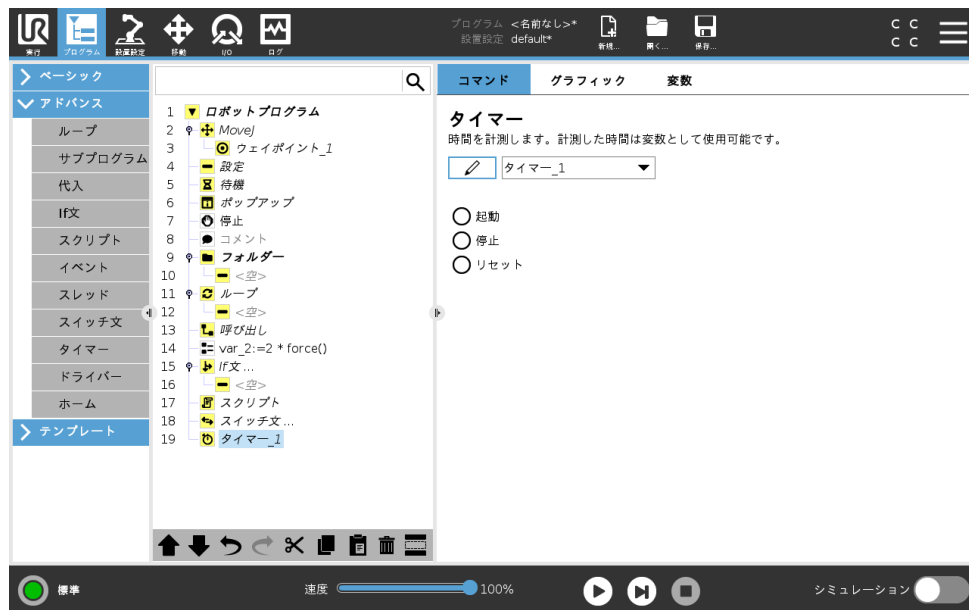 プログラム <名前なし>*
設置設定 default*
実行
プログラム
設置設定
移動
I/O
ログ
新規...
開く...
保存...
C C
C C
ベーシック
アドバンス
ループ
サブプログラム
代入
If文
スクリプト
イベント
スレッド
スイッチ文
タイマー
ドライバー
ホーム
テンプレート
1 ロボットプログラム
2 MoveJ
3 ウェイポイント_1
4 設定
5 待機
6 ポップアップ
7 停止
8 コメント
9 フォルダー
10 <空>
11 ループ
12 <空>
13 呼び出し
14 var_2:=2 * force()
15 If文...
16 <空>
17 スクリプト
18 スイッチ文...
19 タイマー_1
コマンド グラフィック 変数
タイマー
時間を計測します。計測した時間は変数として使用可能です。
タイマー_1
起動
停止
リセット
標準
速度 100%
シミュレーション